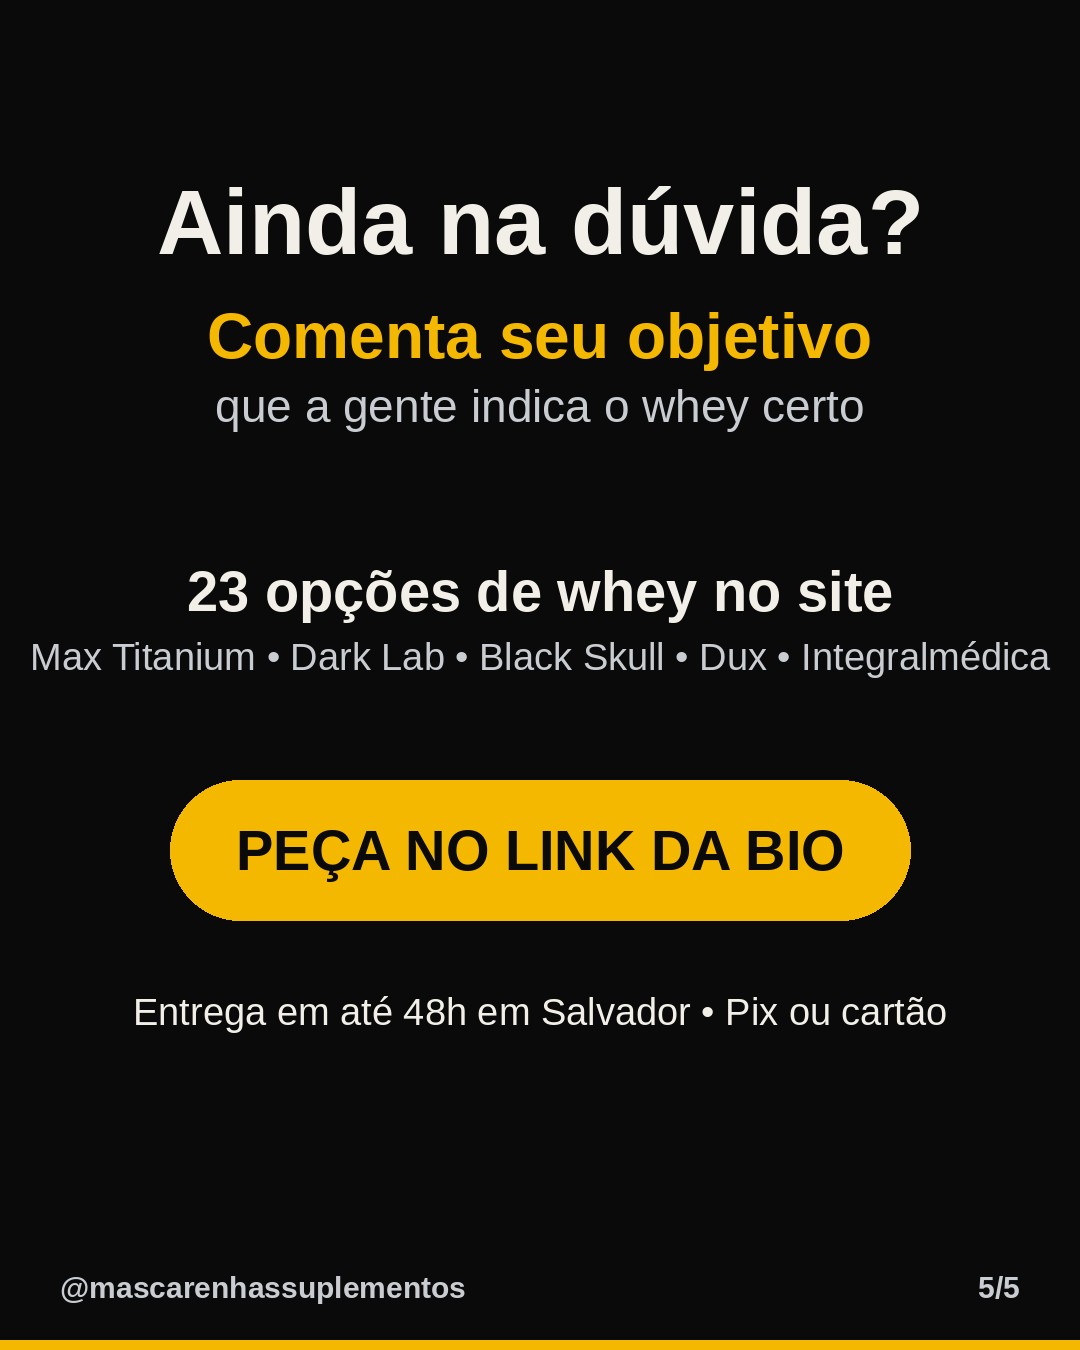 Ainda na dúvida?
Comenta seu objetivo
que a gente indica o whey certo
23 opções de whey no site
Max Titanium • Dark Lab • Black Skull • Dux • Integralmédica
PEÇA NO LINK DA BIO
Entrega em até 48h em Salvador • Pix ou cartão
@mascarenhassuplementos 5/5